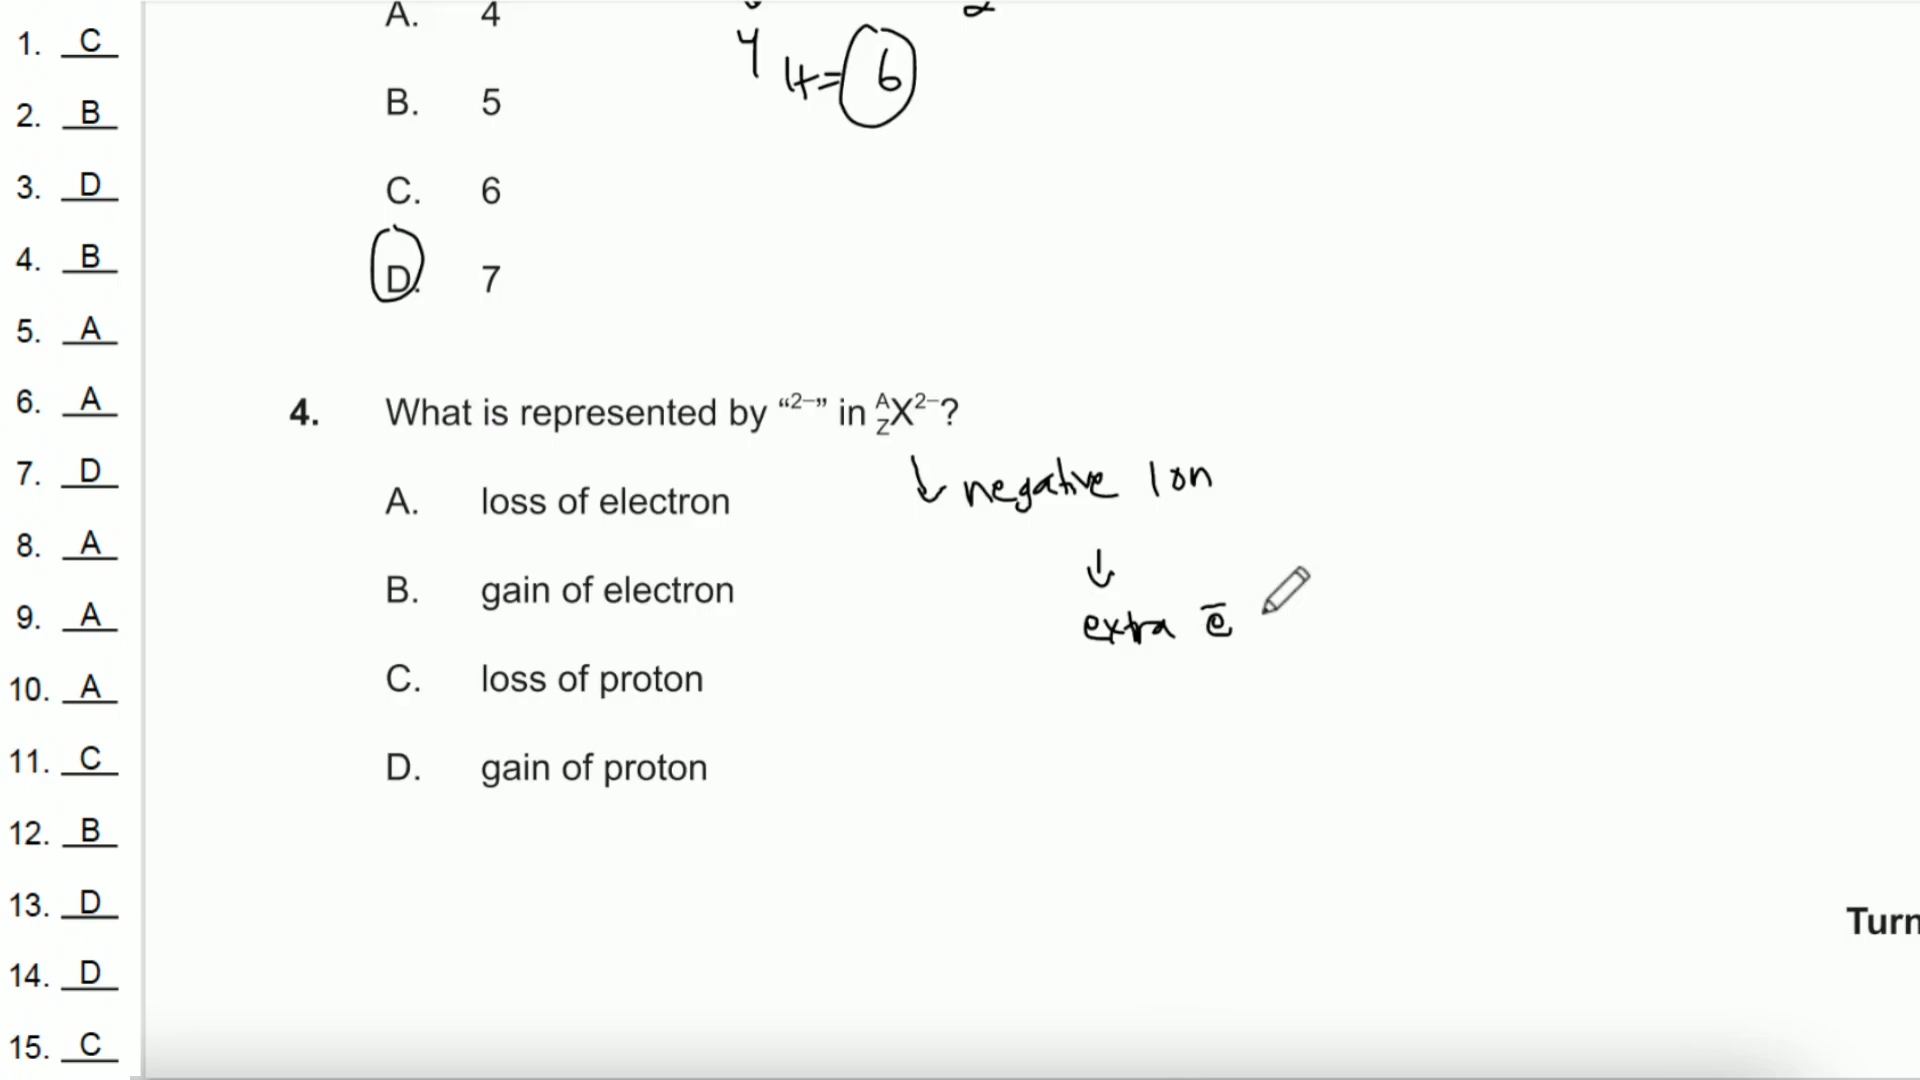 1. C
2. B
3. D
4. B
5. A
6. A
7. D
8. A
9. A
10. A
11. C
12. B
13. D
14. D
15. C
A. 4
B. 5
C. 6
D. 7
4
1+= 6
4. What is represented by “²⁻” in ᴬ_ZX²⁻?
A. loss of electron
B. gain of electron
C. loss of proton
D. gain of proton
↓ negative Ion
↓
extra e̅
Turn